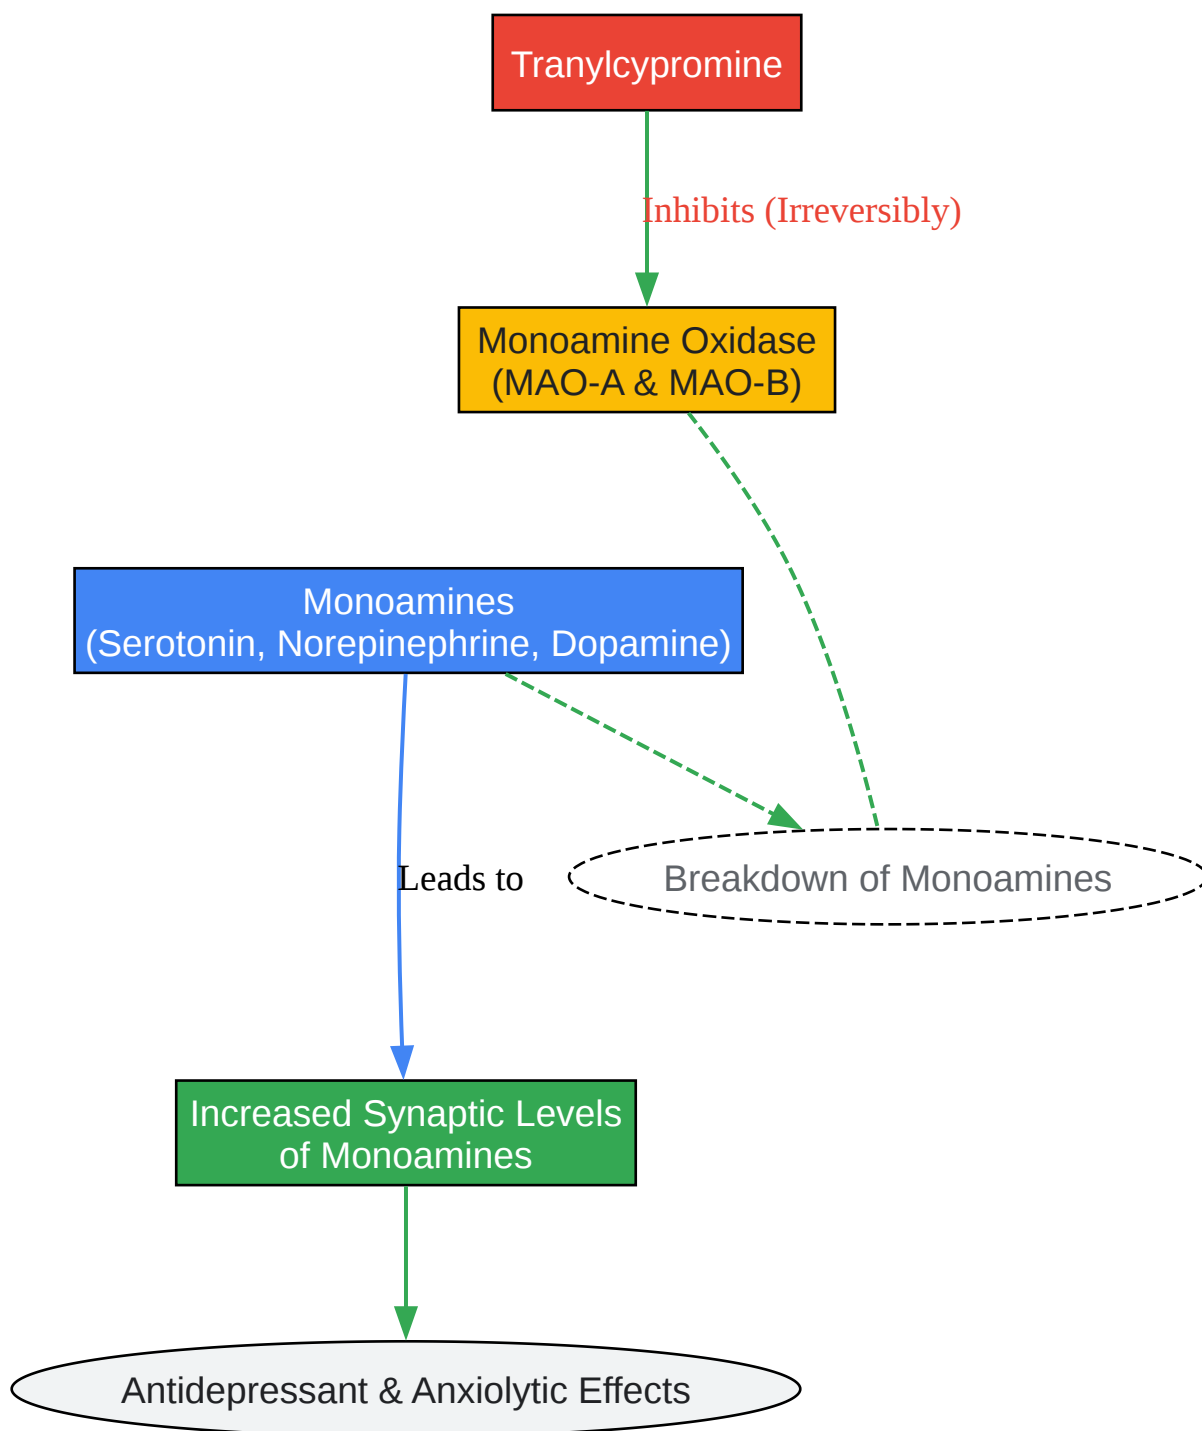 Tranylcypromine
Inhibits (Irreversibly)
Monoamine Oxidase
(MAO-A & MAO-B)
Monoamines
(Serotonin, Norepinephrine, Dopamine)
Leads to
Breakdown of Monoamines
Increased Synaptic Levels
of Monoamines
Antidepressant & Anxiolytic Effects